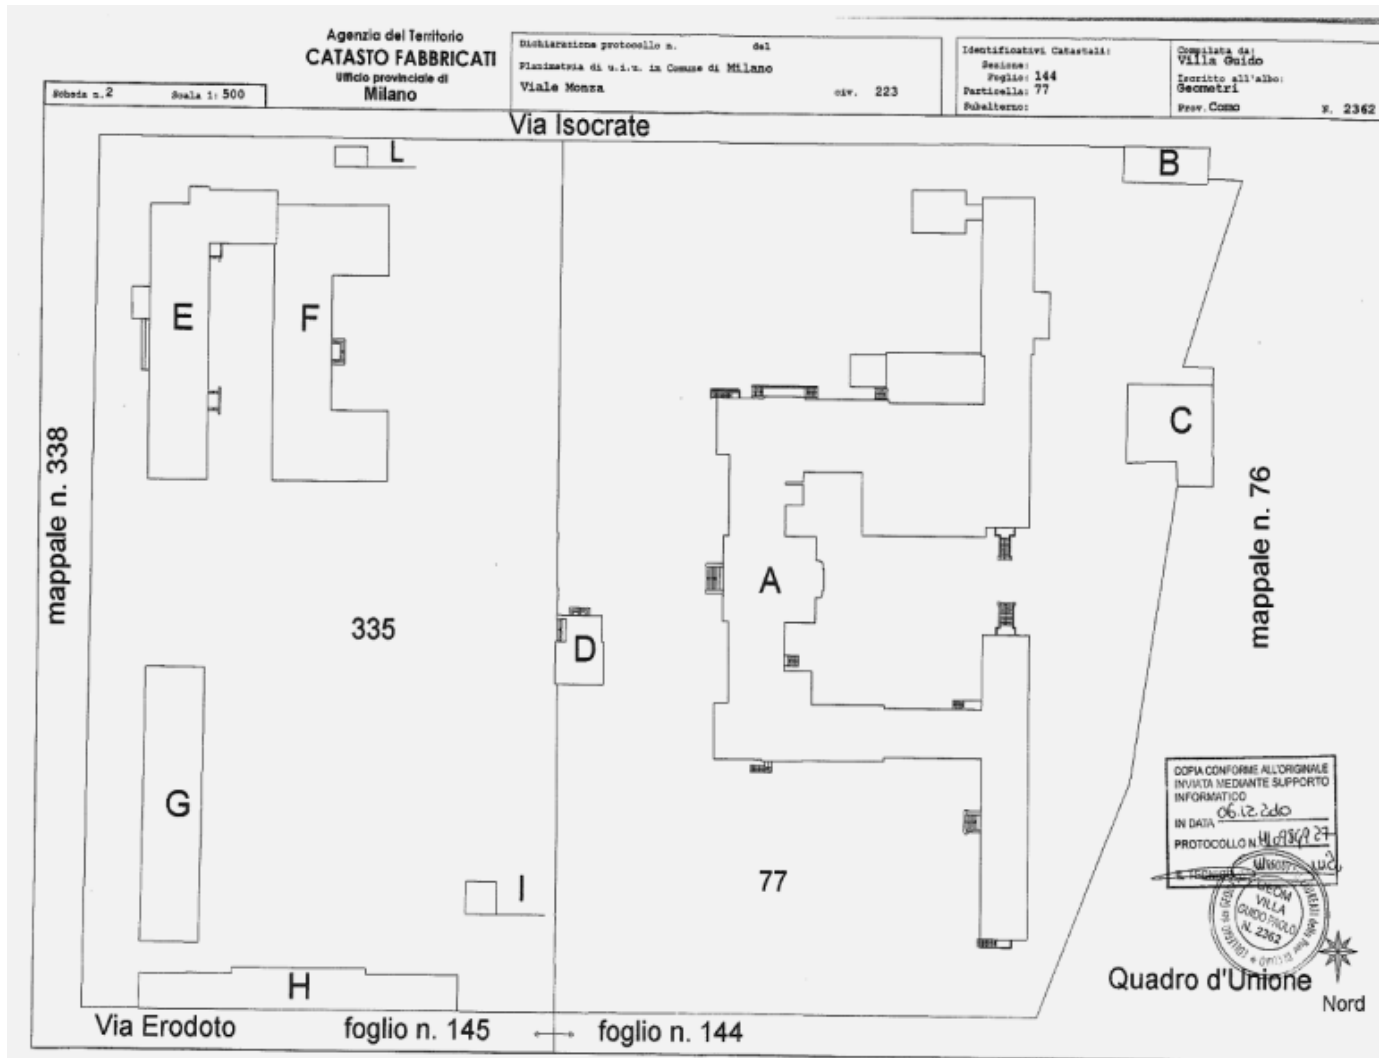 Agenzia del Territorio
CATASTO FABBRICATI
Ufficio provinciale di
Milano
Scheda n. 2 Scala 1: 500
Dichiarazione protocollo n. del
Planimetria di u.i.u. in Comune di Milano
Viale Monza civ. 223
Identificativi Catastali:
Sezione:
Foglio: 144
Particella: 77
Subalterno:
Compilata da:
Villa Guido
Iscritto all'albo:
Geometri
Prov. Como N. 2362
Via Isocrate
L
B
E
F
C
mappale n. 338
mappale n. 76
A
335
D
G
I
77
H
COPIA CONFORME ALL'ORIGINALE
INVIATA MEDIANTE SUPPORTO
INFORMATICO
IN DATA
PROTOCOLLO N.
IL TECNICO
GEOM
VILLA
GUIDO PAOLO
N. 2362
Quadro d'Unione
Nord
Via Erodoto
foglio n. 145
foglio n. 144